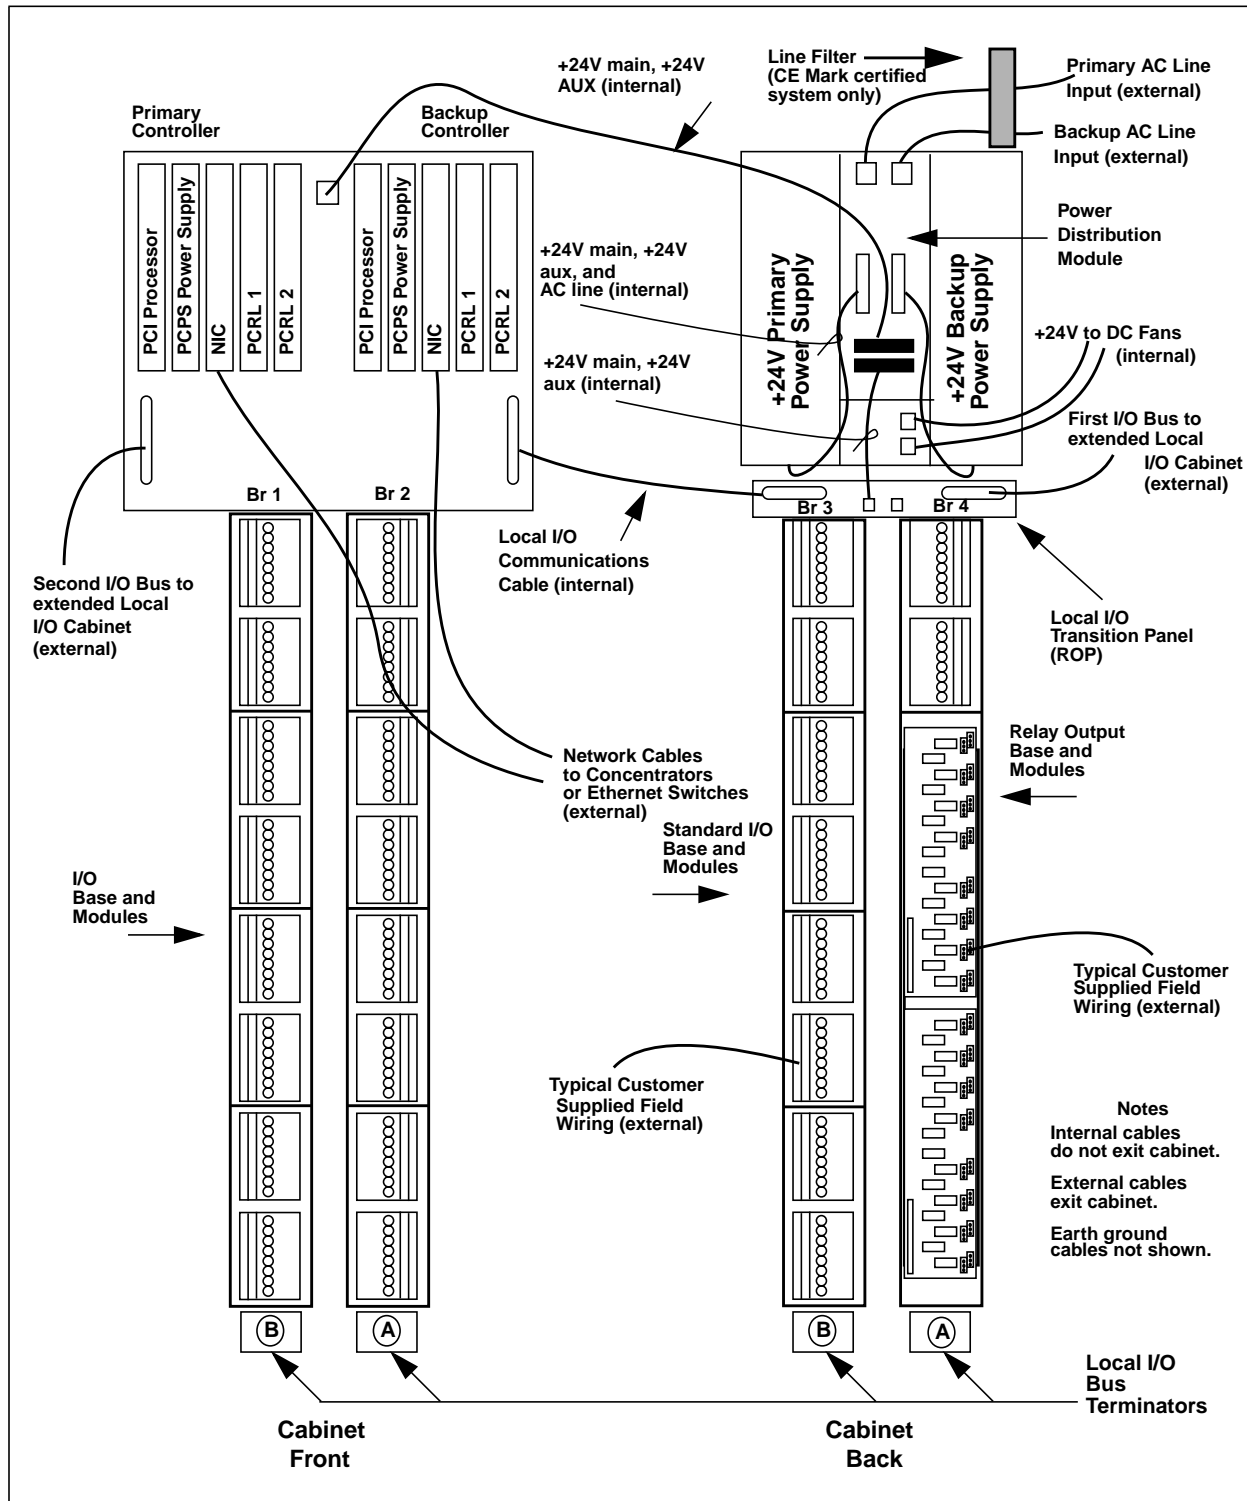 +24V main, +24V
AUX (internal)
Line Filter
(CE Mark certified
system only)
Primary AC Line
Input (external)
Backup AC Line
Input (external)
Primary
Controller
Backup
Controller
PCI Processor
PCPS Power Supply
NIC
PCRL 1
PCRL 2
PCI Processor
PCPS Power Supply
NIC
PCRL 1
PCRL 2
+24V main, +24V
aux, and
AC line (internal)
+24V main, +24V
aux (internal)
+24V Primary
Power Supply
+24V Backup
Power Supply
Power
Distribution
Module
+24V to DC Fans
(internal)
First I/O Bus to
extended Local
I/O Cabinet
(external)
Br 1
Br 2
Br 3
Br 4
Local I/O
Communications
Cable (internal)
Second I/O Bus to
extended Local
I/O Cabinet
(external)
Local I/O
Transition Panel
(ROP)
Network Cables
to Concentrators
or Ethernet Switches
(external)
Relay Output
Base and
Modules
Standard I/O
Base and
Modules
I/O
Base and
Modules
Typical Customer
Supplied Field
Wiring (external)
Typical Customer
Supplied Field
Wiring (external)
Notes
Internal cables
do not exit cabinet.
External cables
exit cabinet.
Earth ground
cables not shown.
B
A
B
A
Local I/O
Bus
Terminators
Cabinet
Front
Cabinet
Back